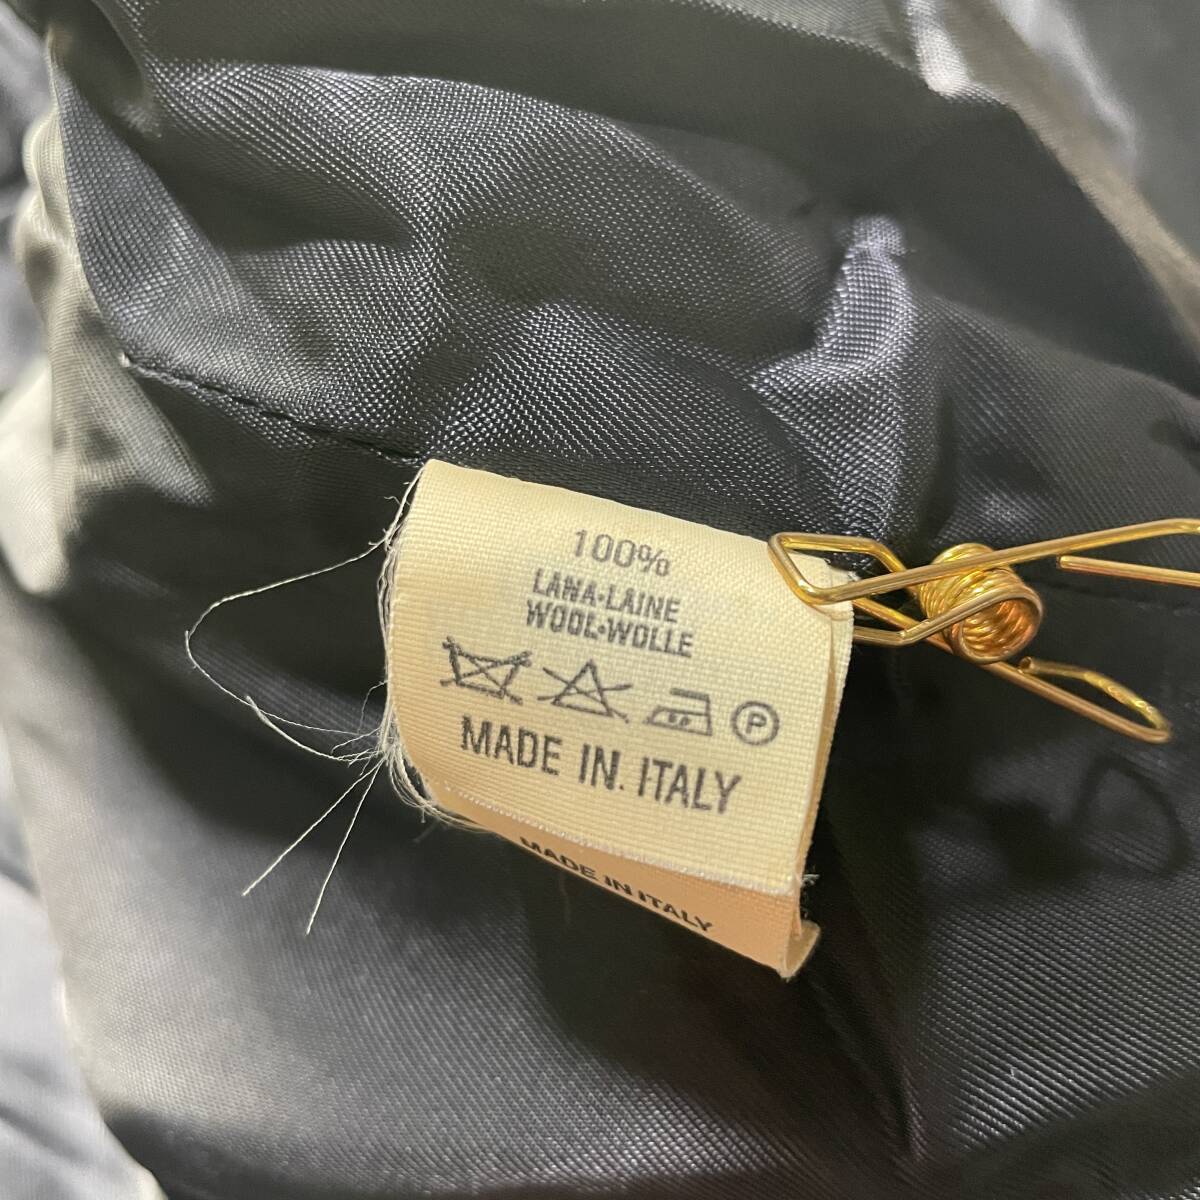 100%
LANA•LAINE
WOOL•WOLLE
P
MADE IN. ITALY
MADE IN ITALY